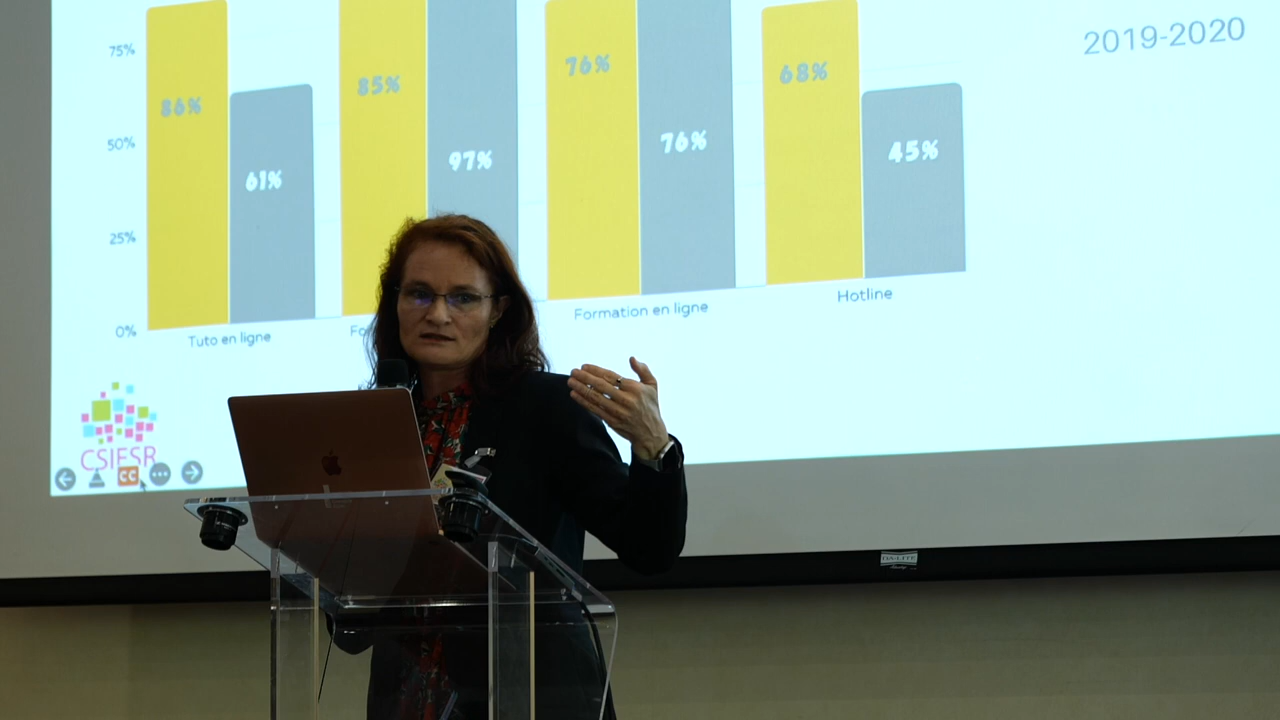 2019-2020
75%
50%
25%
0%
86%
61%
85%
97%
76%
76%
68%
45%
Tuto en ligne
Fo
Formation en ligne
Hotline
CSIESR
CC
DA-LITE